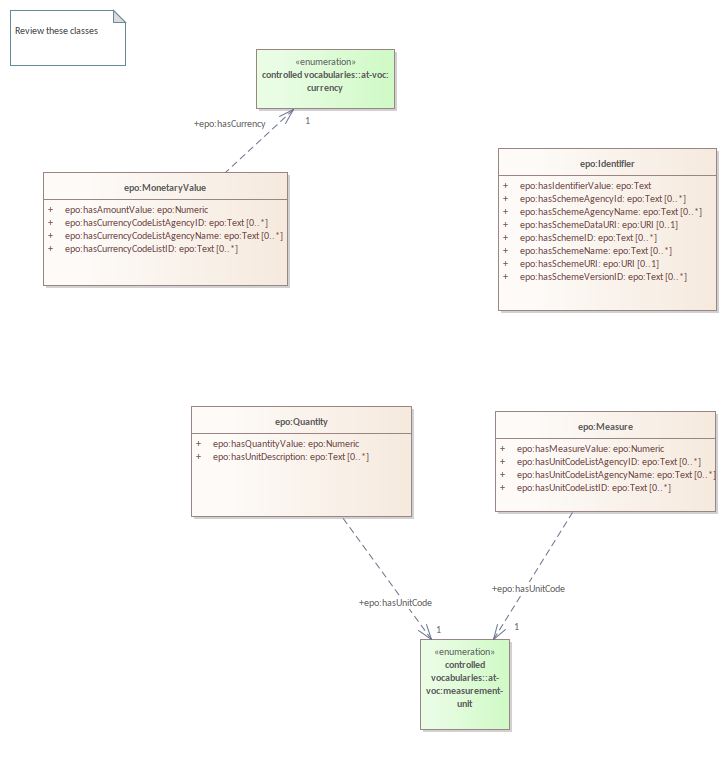 Review these classes
«enumeration»
controlled vocabularies::at-voc:
currency
+epo:hasCurrency
1
epo:MonetaryValue
+ epo:hasAmountValue: epo:Numeric
+ epo:hasCurrencyCodeListAgencyID: epo:Text [0..*]
+ epo:hasCurrencyCodeListAgencyName: epo:Text [0..*]
+ epo:hasCurrencyCodeListID: epo:Text [0..*]
epo:Identifier
+ epo:hasIdentifierValue: epo:Text
+ epo:hasSchemeAgencyId: epo:Text [0..*]
+ epo:hasSchemeAgencyName: epo:Text [0..*]
+ epo:hasSchemeDataURI: epo:URI [0..1]
+ epo:hasSchemeID: epo:Text [0..*]
+ epo:hasSchemeName: epo:Text [0..*]
+ epo:hasSchemeURI: epo:URI [0..1]
+ epo:hasSchemeVersionID: epo:Text [0..*]
epo:Quantity
+ epo:hasQuantityValue: epo:Numeric
+ epo:hasUnitDescription: epo:Text [0..*]
epo:Measure
+ epo:hasMeasureValue: epo:Numeric
+ epo:hasUnitCodeListAgencyID: epo:Text [0..*]
+ epo:hasUnitCodeListAgencyName: epo:Text [0..*]
+ epo:hasUnitCodeListID: epo:Text [0..*]
+epo:hasUnitCode
1
+epo:hasUnitCode
1
«enumeration»
controlled
vocabularies::at-
voc:measurement-
unit